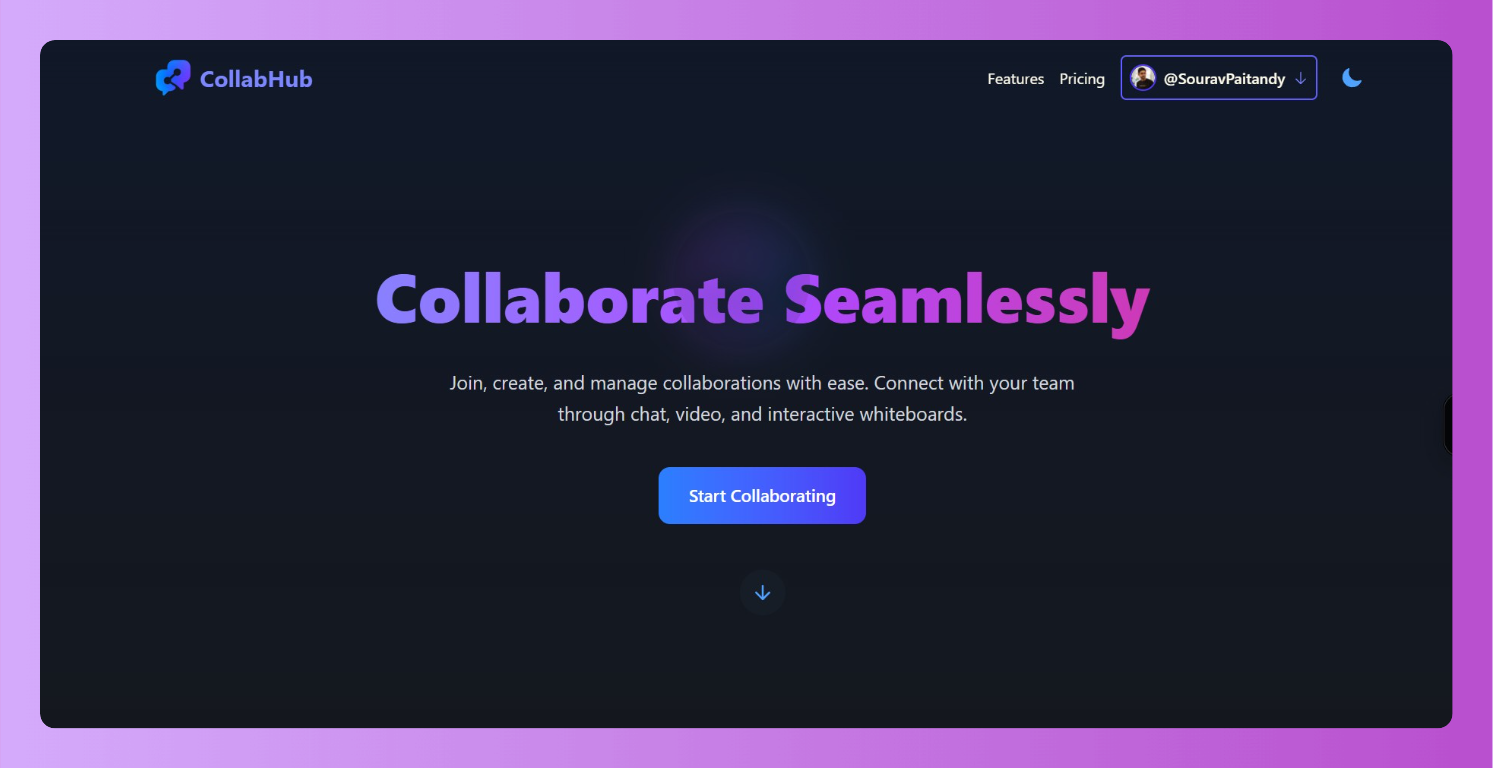 CollabHub
Features
Pricing
@SouravPaitandy
Collaborate Seamlessly
Join, create, and manage collaborations with ease. Connect with your team
through chat, video, and interactive whiteboards.
Start Collaborating